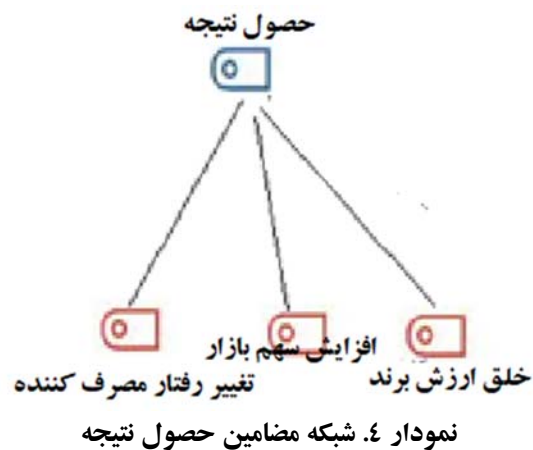 حصول نتیجه
خلق ارزش برند
افزایش سهم بازار
تغییر رفتار مصرف کننده
نمودار ٤. شبکه مضامین حصول نتیجه